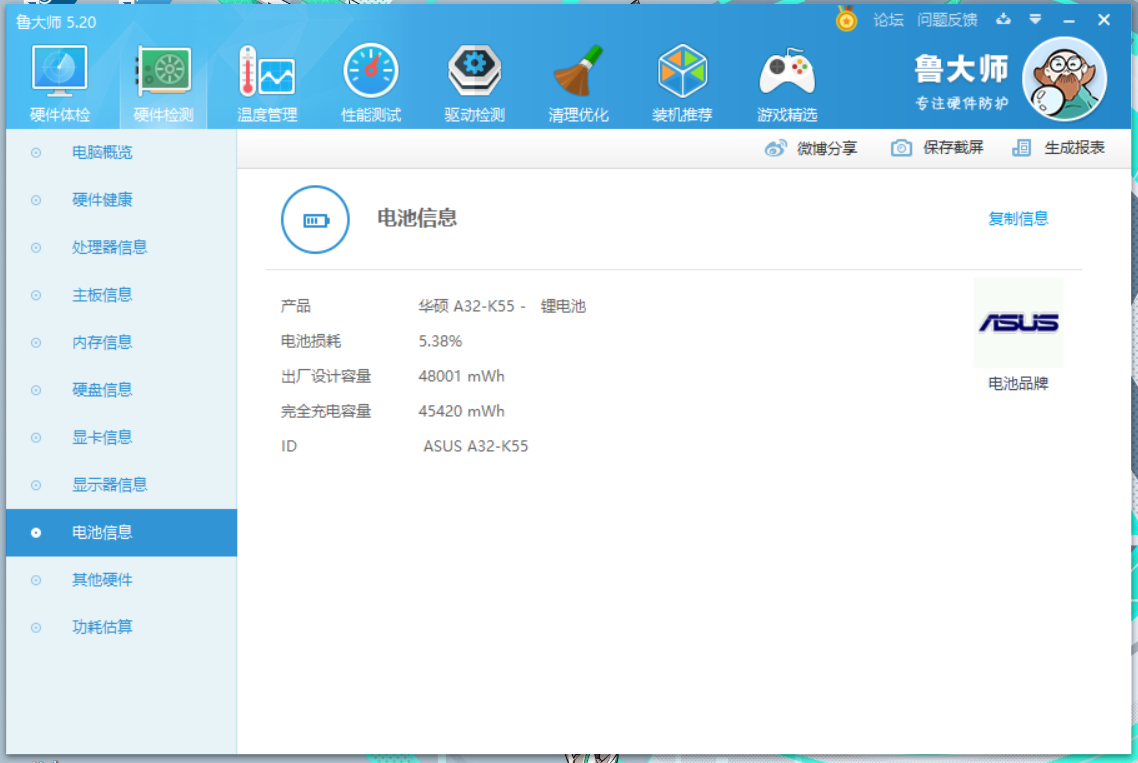 鲁大师 5.20
论坛 问题反馈
硬件体检 硬件检测 温度管理 性能测试 驱动检测 清理优化 装机推荐 游戏精选
鲁大师
专注硬件防护
微博分享 保存截屏 生成报表
电脑概览
硬件健康
处理器信息
主板信息
内存信息
硬盘信息
显卡信息
显示器信息
电池信息
其他硬件
功耗估算
电池信息
复制信息
产品 华硕 A32-K55 - 锂电池
电池损耗 5.38%
出厂设计容量 48001 mWh
完全充电容量 45420 mWh
ID ASUS A32-K55
ASUS
电池品牌